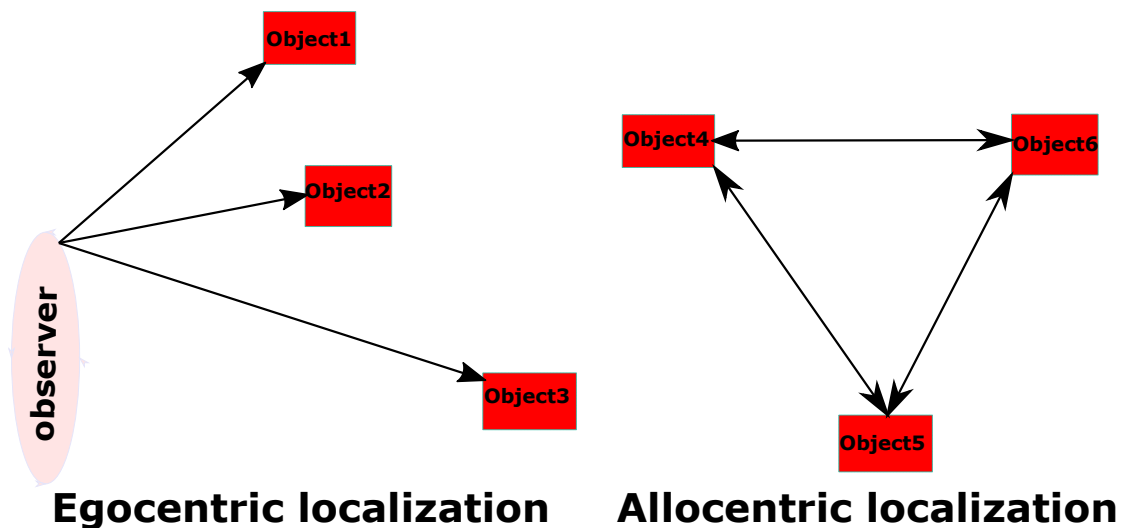 Object1
Object2
observer
Object3
Egocentric localization
Object4
Object6
Object5
Allocentric localization